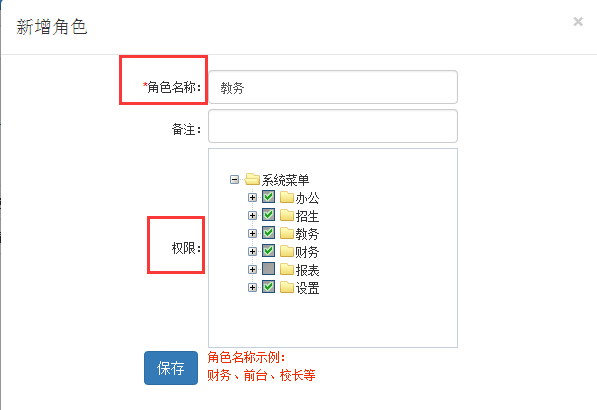 新增角色
×
*角色名称: 教务
备注:
权限:
系统菜单
办公
招生
教务
财务
报表
设置
保存
角色名称示例:
财务、前台、校长等